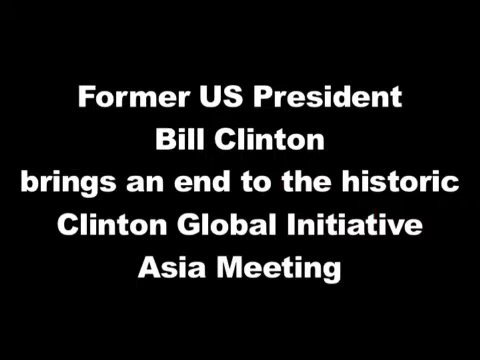 Former US President
Bill Clinton
brings an end to the historic
Clinton Global Initiative
Asia Meeting